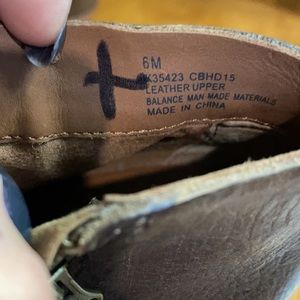 6M
K35423 CBHD15
LEATHER UPPER
BALANCE MAN MADE MATERIALS
MADE IN CHINA